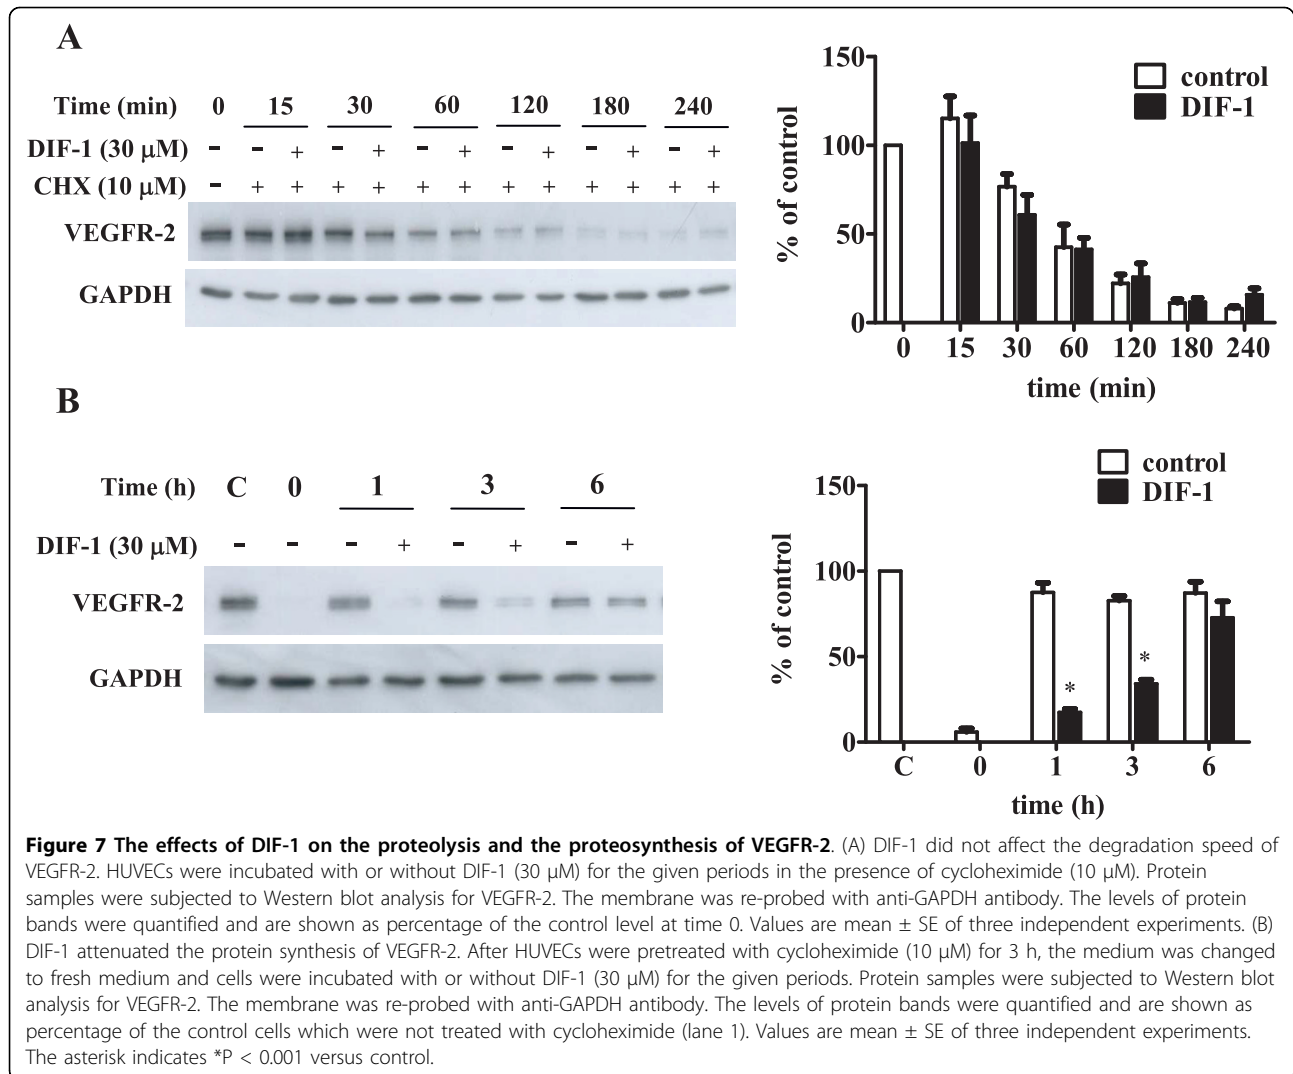 A
Time (min) 0 15 30 60 120 180 240
DIF-1 (30 μM) - - + - + - + - + - + - +
CHX (10 μM) - + + + + + + + + + + + +
VEGFR-2
GAPDH
150
100
50
0
% of control
control
DIF-1
0 15 30 60 120 180 240
time (min)
B
Time (h) C 0 1 3 6
DIF-1 (30 μM) - - - + - + - +
VEGFR-2
GAPDH
150
100
50
0
% of control
control
DIF-1
*
*
C 0 1 3 6
time (h)
Figure 7 The effects of DIF-1 on the proteolysis and the proteosynthesis of VEGFR-2. (A) DIF-1 did not affect the degradation speed of
VEGFR-2. HUVECs were incubated with or without DIF-1 (30 μM) for the given periods in the presence of cycloheximide (10 μM). Protein
samples were subjected to Western blot analysis for VEGFR-2. The membrane was re-probed with anti-GAPDH antibody. The levels of protein
bands were quantified and are shown as percentage of the control level at time 0. Values are mean ± SE of three independent experiments. (B)
DIF-1 attenuated the protein synthesis of VEGFR-2. After HUVECs were pretreated with cycloheximide (10 μM) for 3 h, the medium was changed
to fresh medium and cells were incubated with or without DIF-1 (30 μM) for the given periods. Protein samples were subjected to Western blot
analysis for VEGFR-2. The membrane was re-probed with anti-GAPDH antibody. The levels of protein bands were quantified and are shown as
percentage of the control cells which were not treated with cycloheximide (lane 1). Values are mean ± SE of three independent experiments.
The asterisk indicates *P < 0.001 versus control.